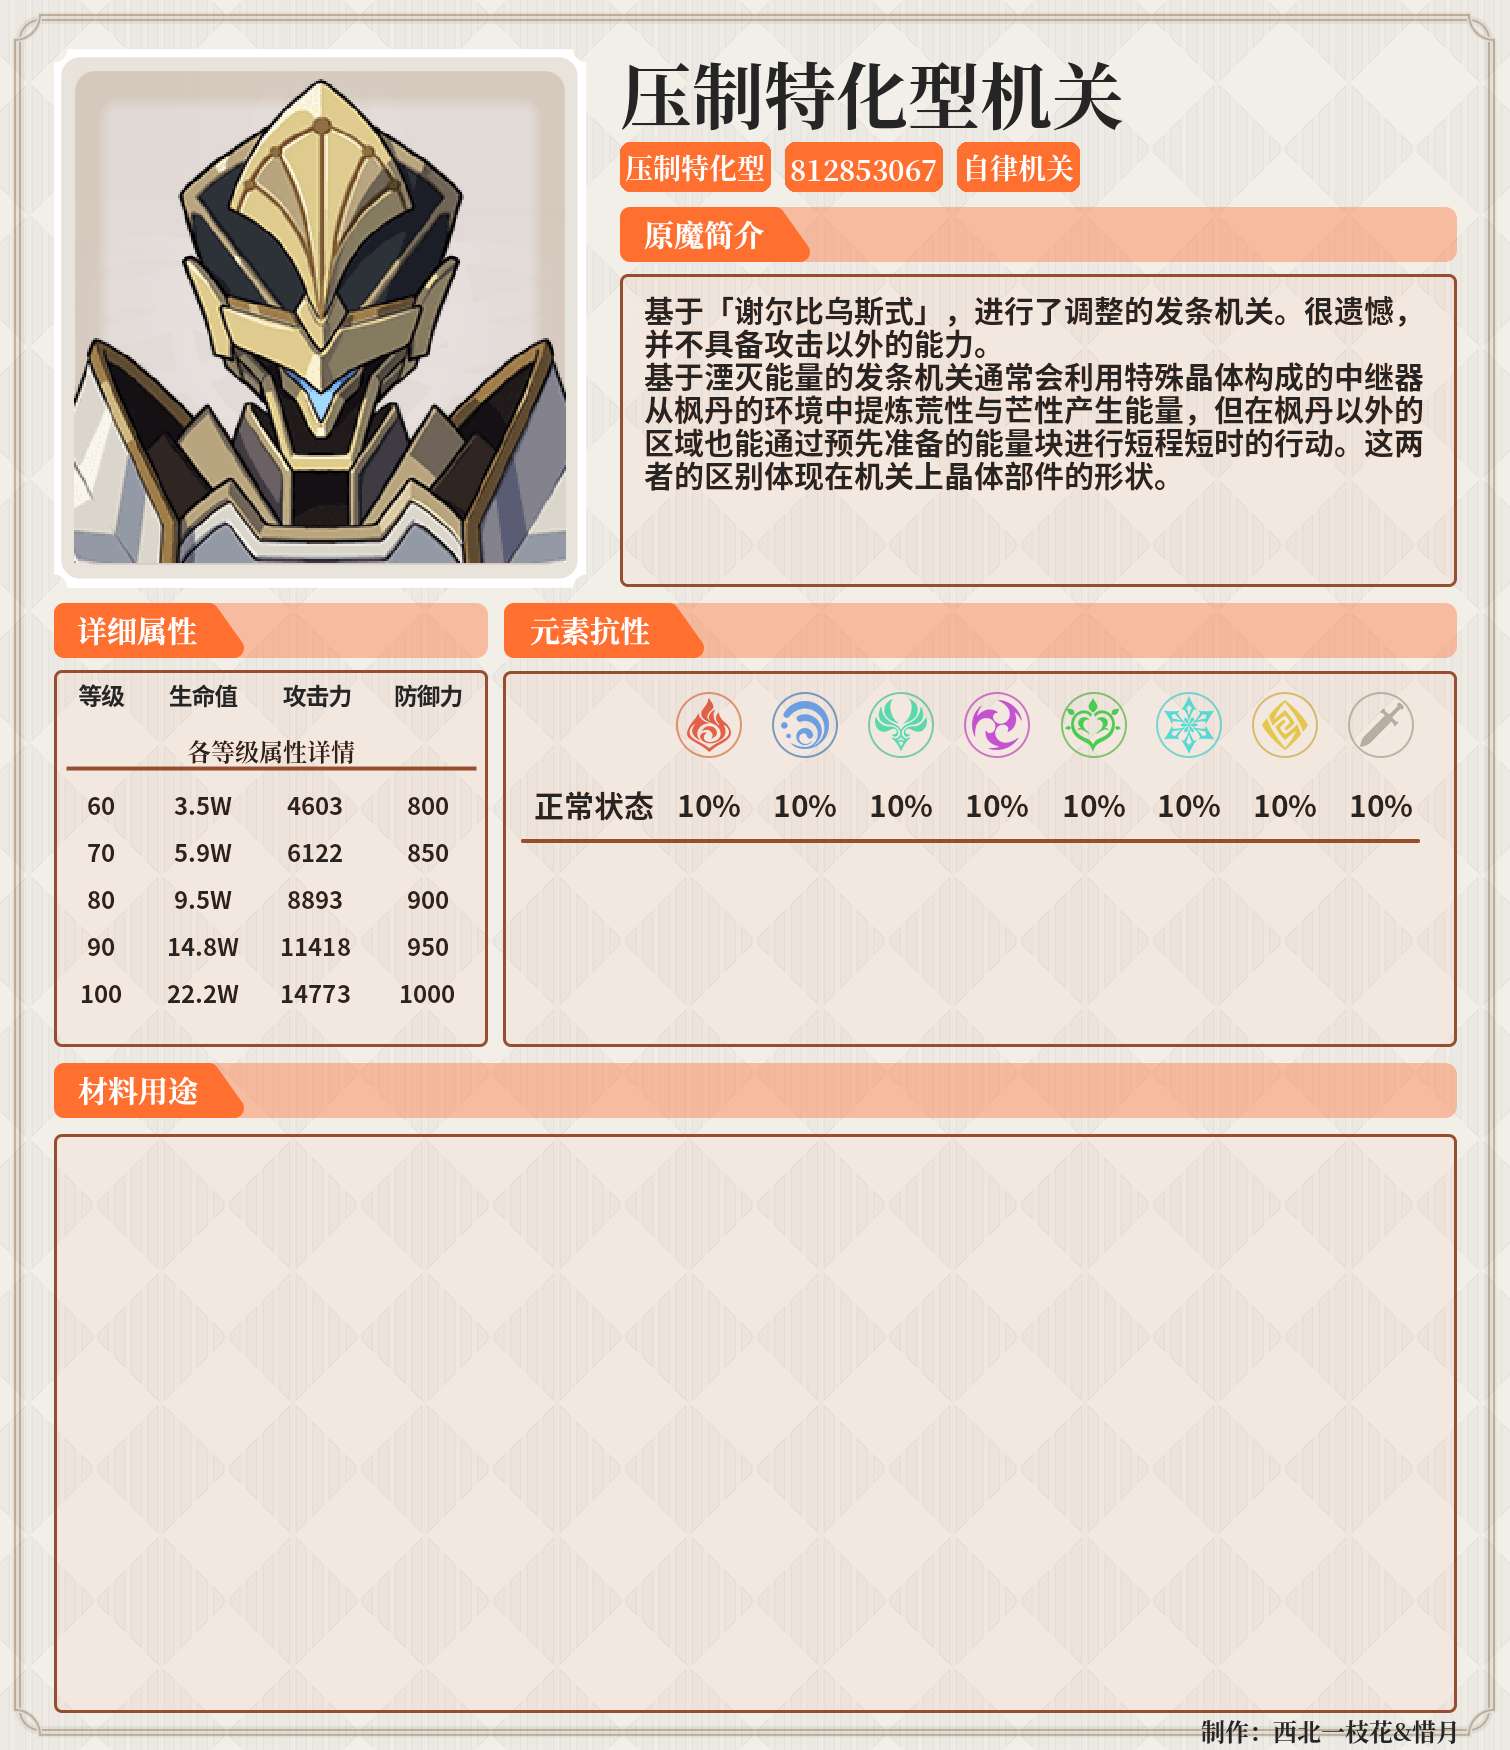 压制特化型机关
压制特化型 812853067 自律机关
原魔简介
基于「谢尔比乌斯式」，进行了调整的发条机关。很遗憾，
并不具备攻击以外的能力。
基于湮灭能量的发条机关通常会利用特殊晶体构成的中继器
从枫丹的环境中提炼荒性与芒性产生能量，但在枫丹以外的
区域也能通过预先准备的能量块进行短程短时的行动。这两
者的区别体现在机关上晶体部件的形状。
详细属性
等级 生命值 攻击力 防御力
各等级属性详情
60 3.5W 4603 800
70 5.9W 6122 850
80 9.5W 8893 900
90 14.8W 11418 950
100 22.2W 14773 1000
元素抗性
正常状态 10% 10% 10% 10% 10% 10% 10% 10%
材料用途
制作：西北一枝花&惜月